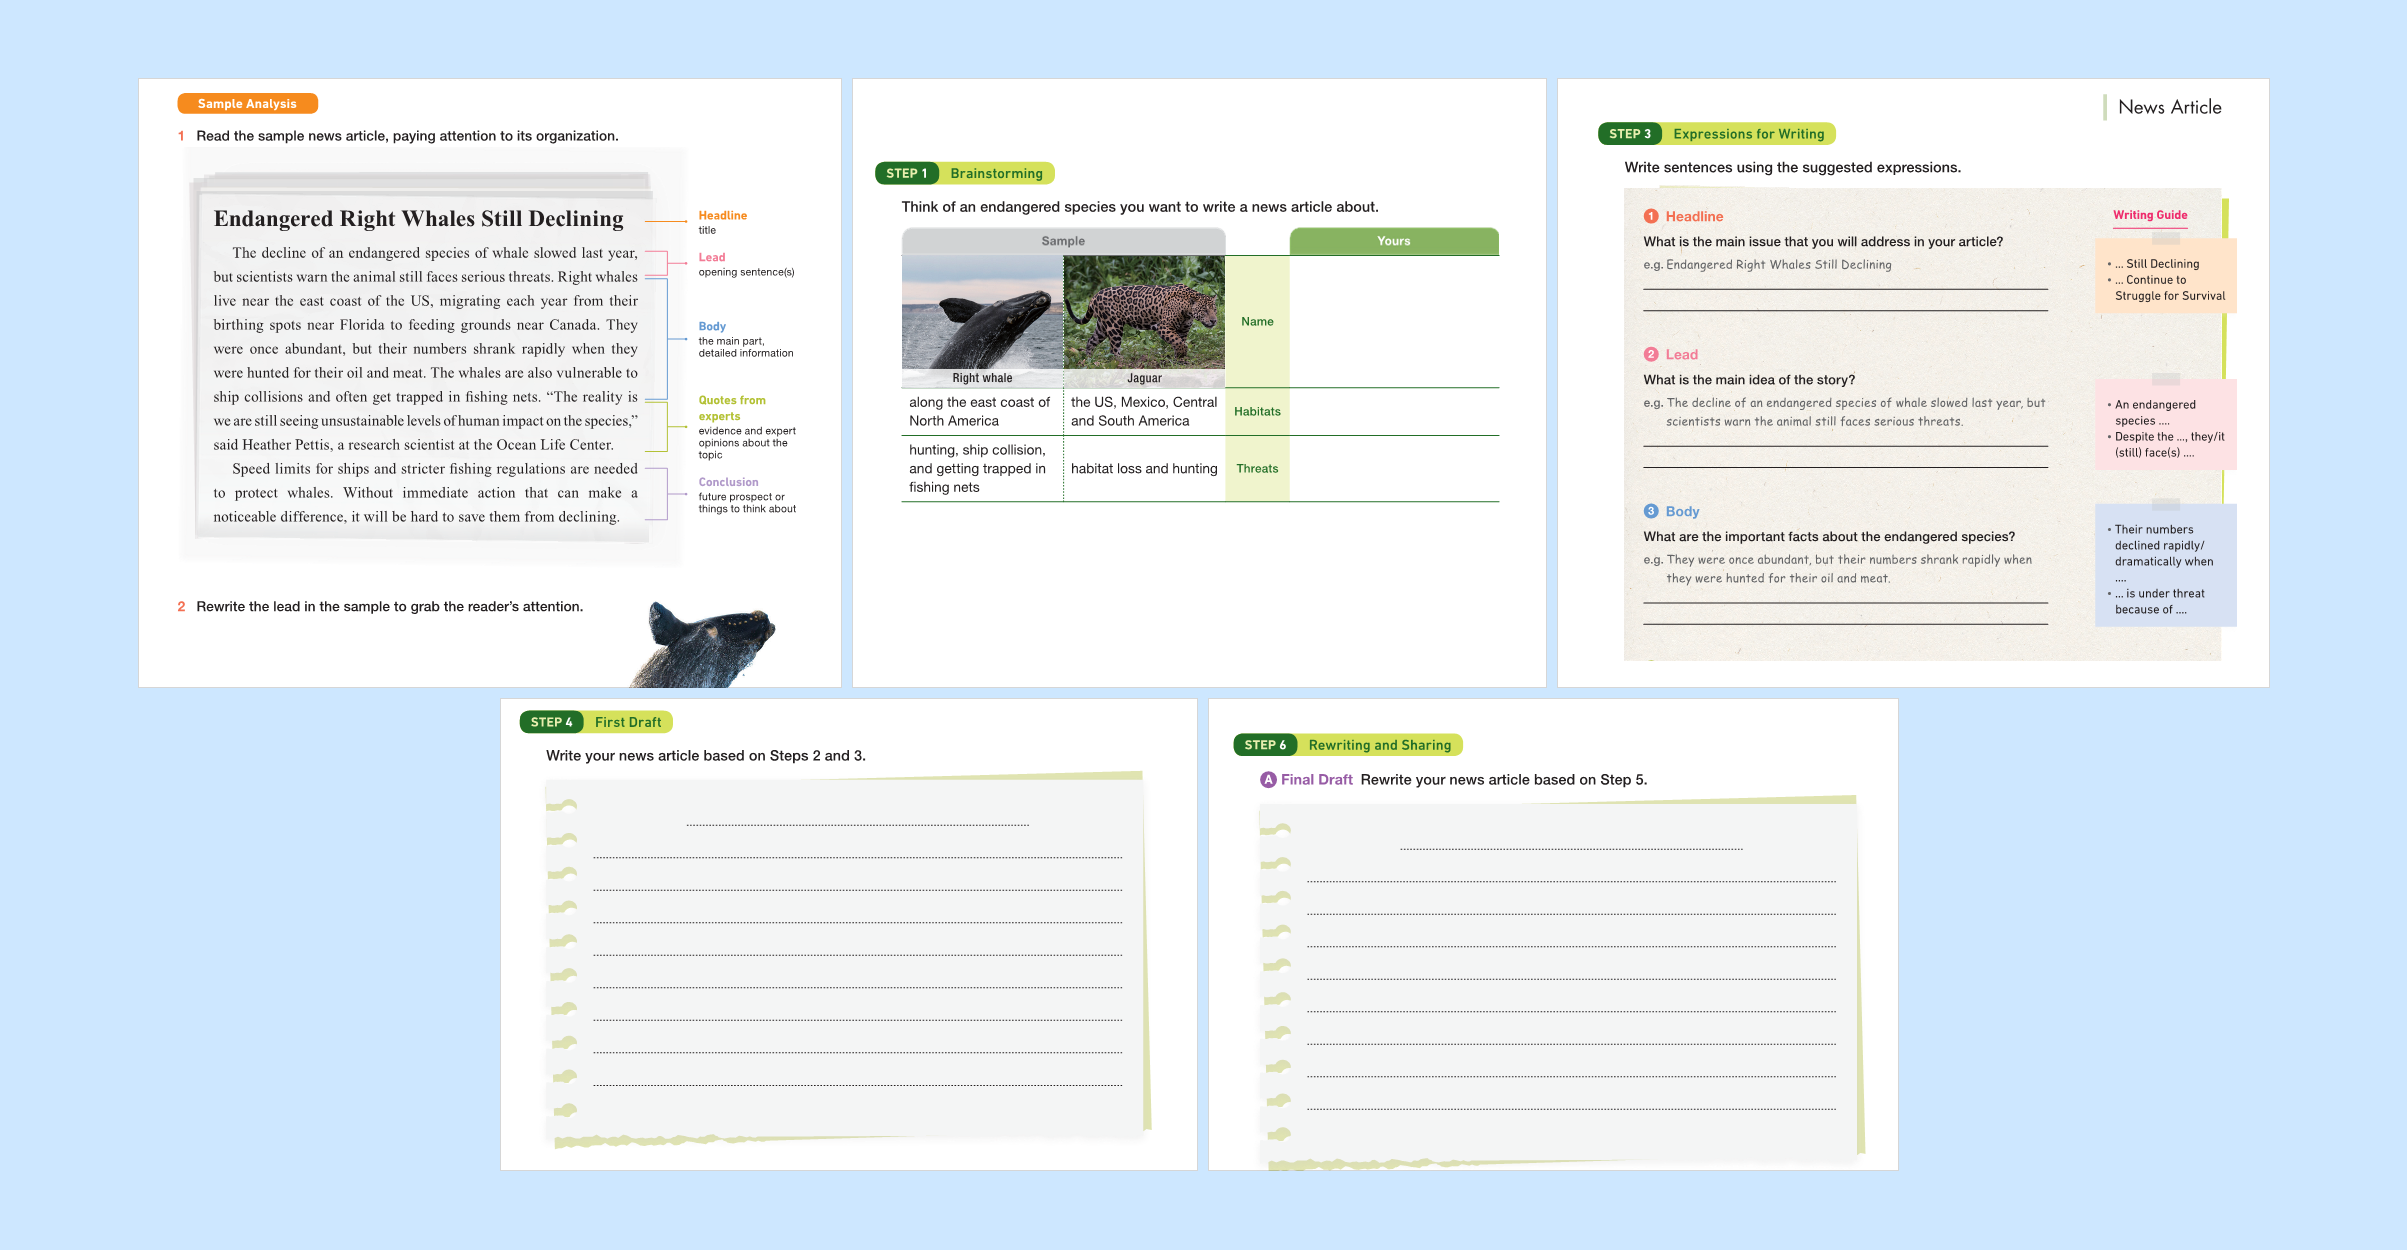 Sample Analysis
1 Read the sample news article, paying attention to its organization.
Endangered Right Whales Still Declining
The decline of an endangered species of whale slowed last year,
but scientists warn the animal still faces serious threats. Right whales
live near the east coast of the US, migrating each year from their
birthing spots near Florida to feeding grounds near Canada. They
were once abundant, but their numbers shrank rapidly when they
were hunted for their oil and meat. The whales are also vulnerable to
ship collisions and often get trapped in fishing nets. “The reality is
we are still seeing unsustainable levels of human impact on the species,”
said Heather Pettis, a research scientist at the Ocean Life Center.
Speed limits for ships and stricter fishing regulations are needed
to protect whales. Without immediate action that can make a
noticeable difference, it will be hard to save them from declining.
Headline
title
Lead
opening sentence(s)
Body
the main part,
detailed information
Quotes from
experts
evidence and expert
opinions about the
topic
Conclusion
future prospect or
things to think about
2 Rewrite the lead in the sample to grab the reader’s attention.
STEP 1 Brainstorming
Think of an endangered species you want to write a news article about.
Sample
Yours
Right whale
Jaguar
Name
along the east coast of
North America
the US, Mexico, Central
and South America
Habitats
hunting, ship collision,
and getting trapped in
fishing nets
habitat loss and hunting
Threats
News Article
STEP 3 Expressions for Writing
Write sentences using the suggested expressions.
1 Headline
What is the main issue that you will address in your article?
e.g. Endangered Right Whales Still Declining
2 Lead
What is the main idea of the story?
e.g. The decline of an endangered species of whale slowed last year, but
scientists warn the animal still faces serious threats.
3 Body
What are the important facts about the endangered species?
e.g. They were once abundant, but their numbers shrank rapidly when
they were hunted for their oil and meat.
Writing Guide
• ... Still Declining
• ... Continue to
Struggle for Survival
• An endangered
species ....
• Despite the ..., they/it
(still) face(s) ....
• Their numbers
declined rapidly/
dramatically when
....
• ... is under threat
because of ....
STEP 4 First Draft
Write your news article based on Steps 2 and 3.
STEP 6 Rewriting and Sharing
A Final Draft Rewrite your news article based on Step 5.